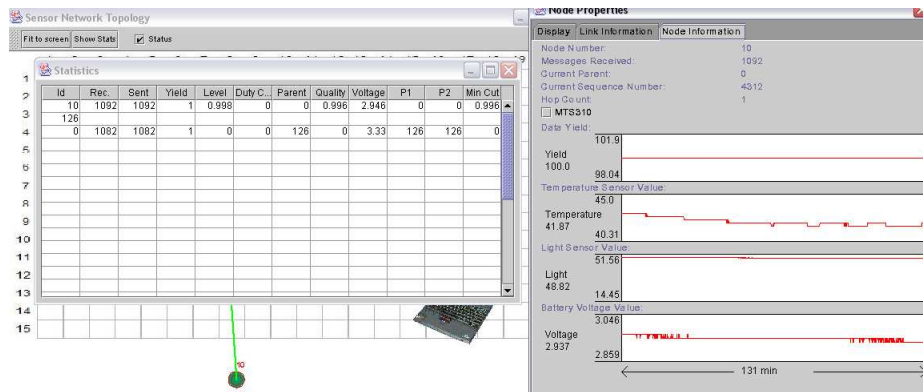 Sensor Network Topology
Fit to screen Show Stats Status
Statistics
Id Rec. Sent Yield Level Duty C... Parent Quality Voltage P1 P2 Min Cut
10 1092 1092 1 0.998 0 0 0.996 2.946 0 0 0.996
126
0 1082 1082 1 0 0 126 0 3.33 126 126 0
1
2
3
4
5
6
7
8
9
10
11
12
13
14
15
10
Node Properties
Display Link Information Node Information
Node Number: 10
Messages Received: 1092
Current Parent: 0
Current Sequence Number: 4312
Hop Count: 1
MTS310
Data Yield:
101.9
Yield
100.0
98.04
Temperature Sensor Value:
45.0
Temperature
41.87
40.31
Light Sensor Value:
51.56
Light
48.82
14.45
Battery Voltage Value:
3.046
Voltage
2.937
2.859
131 min